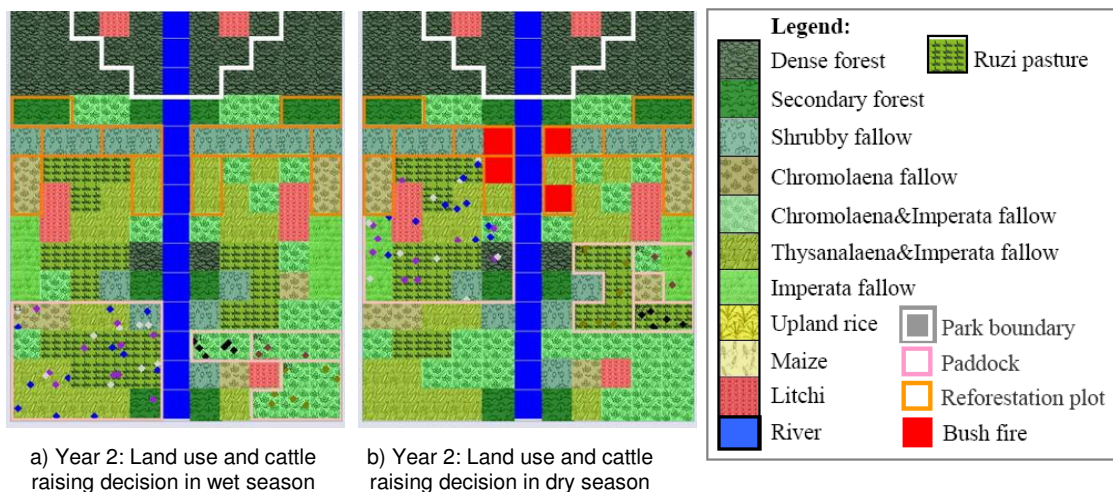 Legend:
Dense forest
Ruzi pasture
Secondary forest
Shrubby fallow
Chromolaena fallow
Chromolaena&Imperata fallow
Thysanalaena&Imperata fallow
Imperata fallow
Upland rice
Park boundary
Maize
Paddock
Litchi
Reforestation plot
River
Bush fire
a) Year 2: Land use and cattle
raising decision in wet season
b) Year 2: Land use and cattle
raising decision in dry season